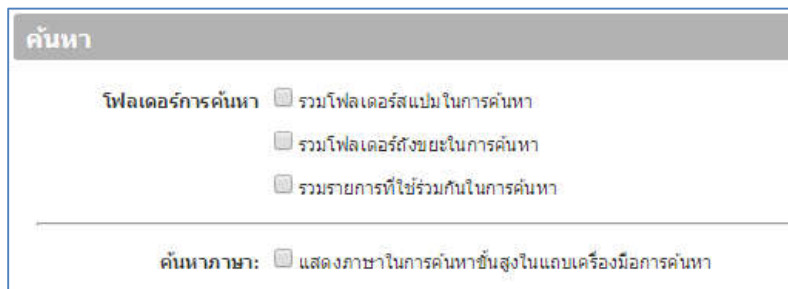 ค้นหา
โฟลเดอร์การค้นหา รวมโฟลเดอร์สแปมในการค้นหา
รวมโฟลเดอร์ถังขยะในการค้นหา
รวมรายการที่ใช้ร่วมกันในการค้นหา
ค้นหาภาษา: แสดงภาษาในการค้นหาขั้นสูงในแถบเครื่องมือการค้นหา